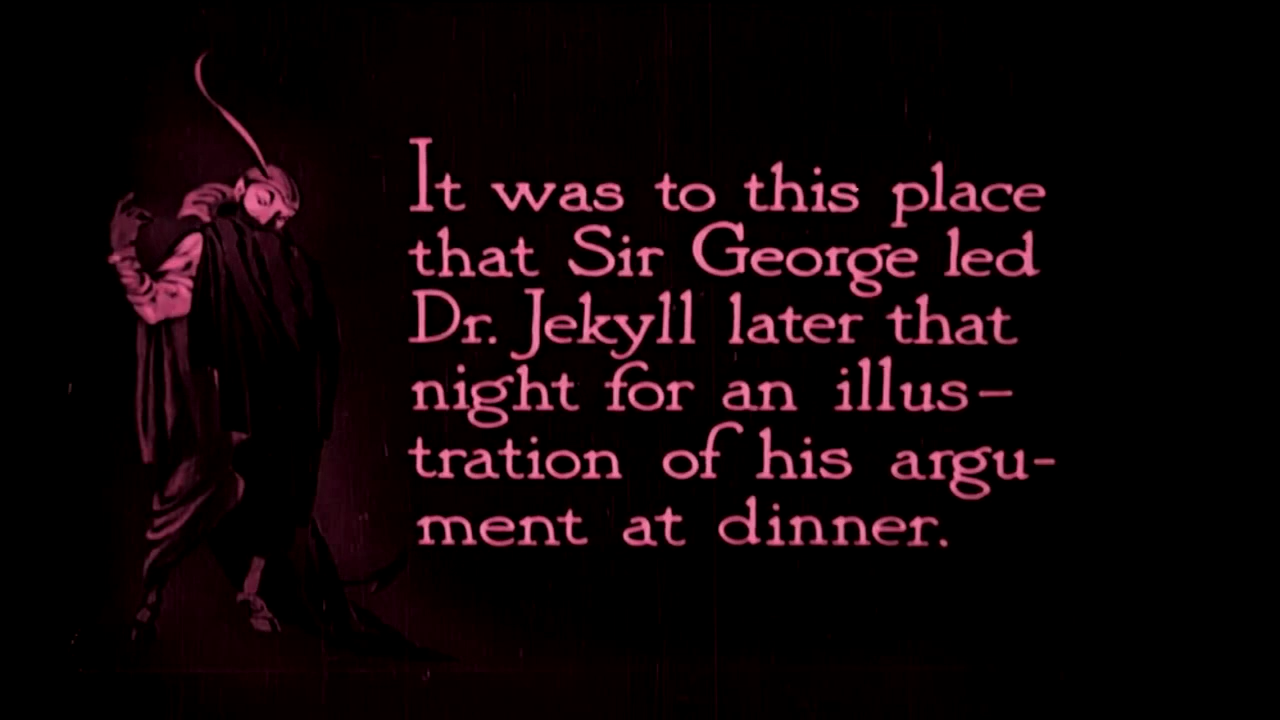 It was to this place
that Sir George led
Dr. Jekyll later that
night for an illus–
tration of his argu-
ment at dinner.